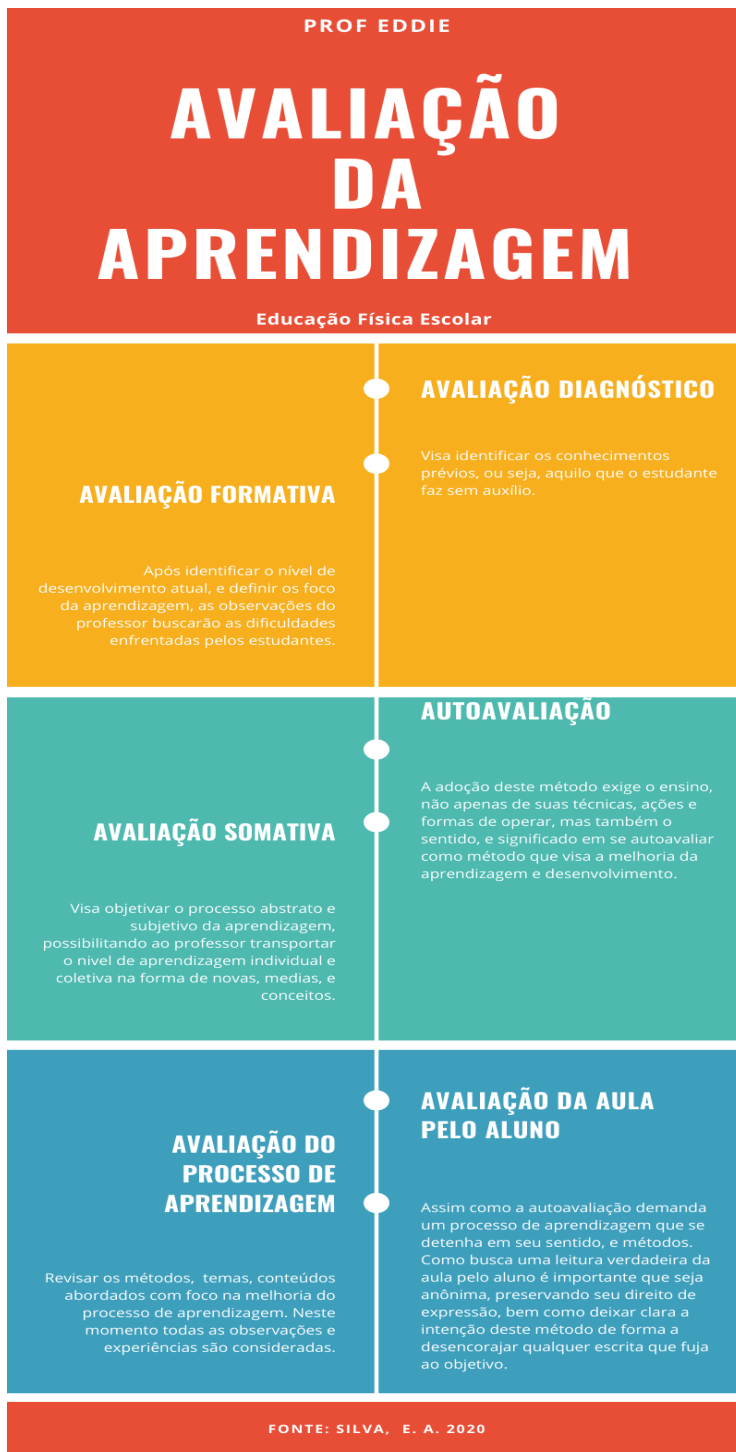 PROF EDDIE
AVALIAÇÃO
DA
APRENDIZAGEM
Educação Física Escolar
AVALIAÇÃO DIAGNÓSTICO
Visa identificar os conhecimentos
prévios, ou seja, aquilo que o estudante
faz sem auxílio.
AVALIAÇÃO FORMATIVA
Após identificar o nível de
desenvolvimento atual, e definir os foco
da aprendizagem, as observações do
professor buscarão as dificuldades
enfrentadas pelos estudantes.
AUTOAVALIAÇÃO
A adoção deste método exige o ensino,
não apenas de suas técnicas, ações e
formas de operar, mas também o
sentido, e significado em se autoavaliar
como método que visa a melhoria da
aprendizagem e desenvolvimento.
AVALIAÇÃO SOMATIVA
Visa objetivar o processo abstrato e
subjetivo da aprendizagem,
possibilitando ao professor transportar
o nivel de aprendizagem individual e
coletiva na forma de novas, medias, e
conceitos.
AVALIAÇÃO DA AULA
PELO ALUNO
Assim como a autoavaliação demanda
um processo de aprendizagem que se
detenha em seu sentido, e métodos.
Como busca uma leitura verdadeira da
aula pelo aluno é importante que seja
anônima, preservando seu direito de
expressão, bem como deixar clara a
intenção deste método de forma a
desencorajar qualquer escrita que fuja
ao objetivo.
AVALIAÇÃO DO
PROCESSO DE
APRENDIZAGEM
Revisar os métodos,  temas, conteúdos
abordados com foco na melhoria do
processo de aprendizagem. Neste
momento todas as observações e
experiências são consideradas.
FONTE: SILVA,  E. A. 2020